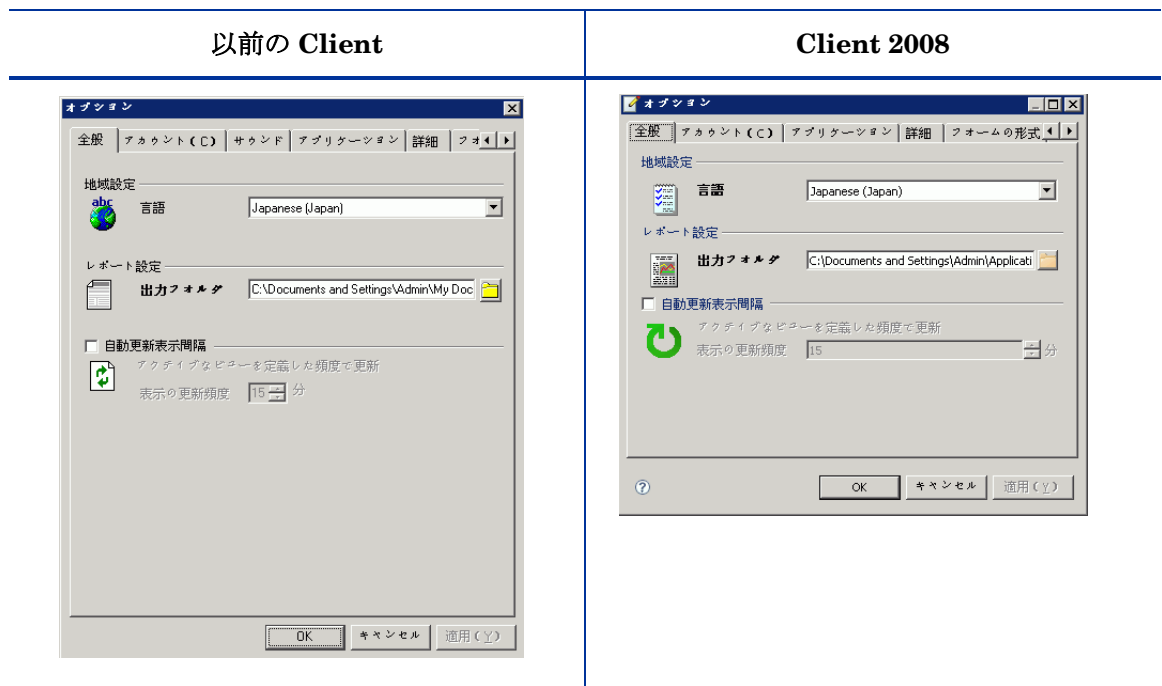 以前の Client
Client 2008
オプション
全般 アカウント(C) サウンド アプリケーション 詳細 フォ
地域設定
abc
言語 Japanese (Japan)
レポート設定
出力フォルダ C:\Documents and Settings\Admin\My Doc
自動更新表示間隔
アクティブなビューを定義した頻度で更新
表示の更新頻度 15 分
OK キャンセル 適用(Y)
オプション
全般 アカウント(C) アプリケーション 詳細 フォームの形式
地域設定
言語 Japanese (Japan)
レポート設定
出力フォルダ C:\Documents and Settings\Admin\Applicati
自動更新表示間隔
アクティブなビューを定義した頻度で更新
表示の更新頻度 15 分
? OK キャンセル 適用(Y)